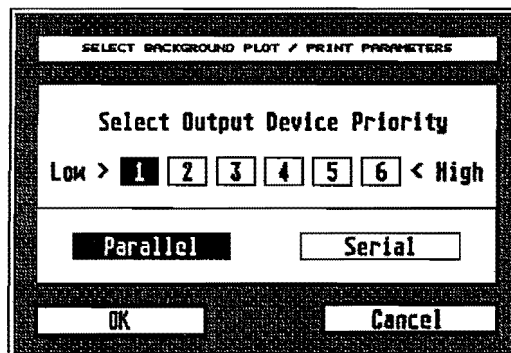 SELECT BACKGROUND PLOT / PRINT PARAMETERS
Select Output Device Priority
Low > 1 2 3 4 5 6 < High
Parallel Serial
OK Cancel